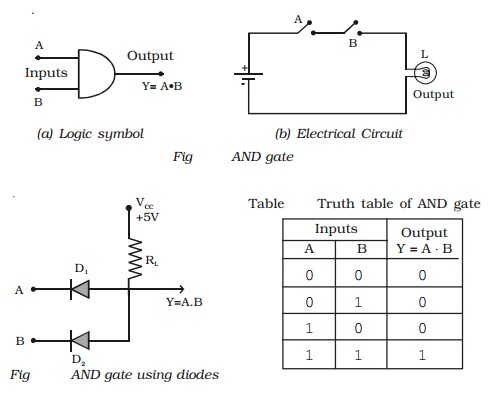 A
Inputs
B
Output
Y= A•B
(a) Logic symbol
A
B
+
-
L
Output
(b) Electrical Circuit
Fig AND gate
Vcc
+5V
RL
D1
A
Y=A.B
B
D2
Fig AND gate using diodes
Table Truth table of AND gate
Inputs Output
A B Y = A · B
0 0 0
0 1 0
1 0 0
1 1 1